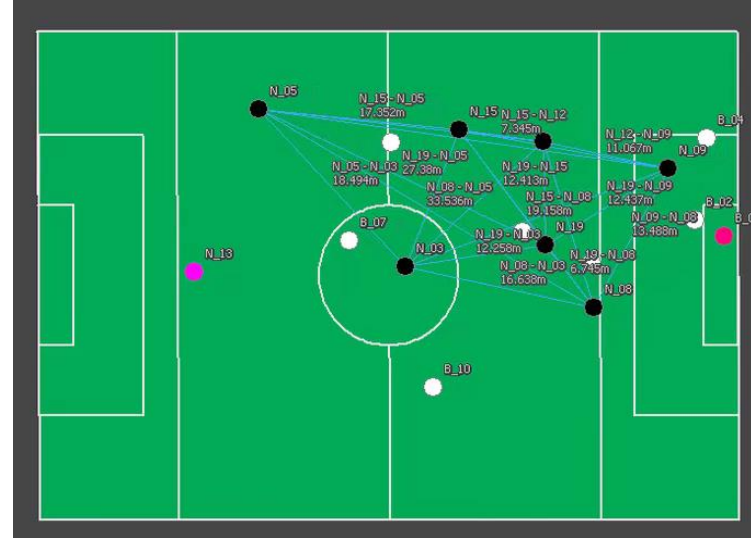 N_05
N_15 - N_05
17.352m
N_15
N_15 - N_12
7.345m
B_04
N_12 - N_09
11.067m
N_09
N_19 - N_05
27.38m
N_05 - N_03
18.494m
N_19 - N_15
12.413m
N_08 - N_05
33.536m
N_19 - N_09
12.437m
N_15 - N_08
19.158m
B_02
N_09 - N_08
13.488m
B_07
N_19
N_19 - N_03
12.258m
N_03
N_13
N_19 - N_08
6.745m
N_08 - N_03
16.638m
N_08
B_10